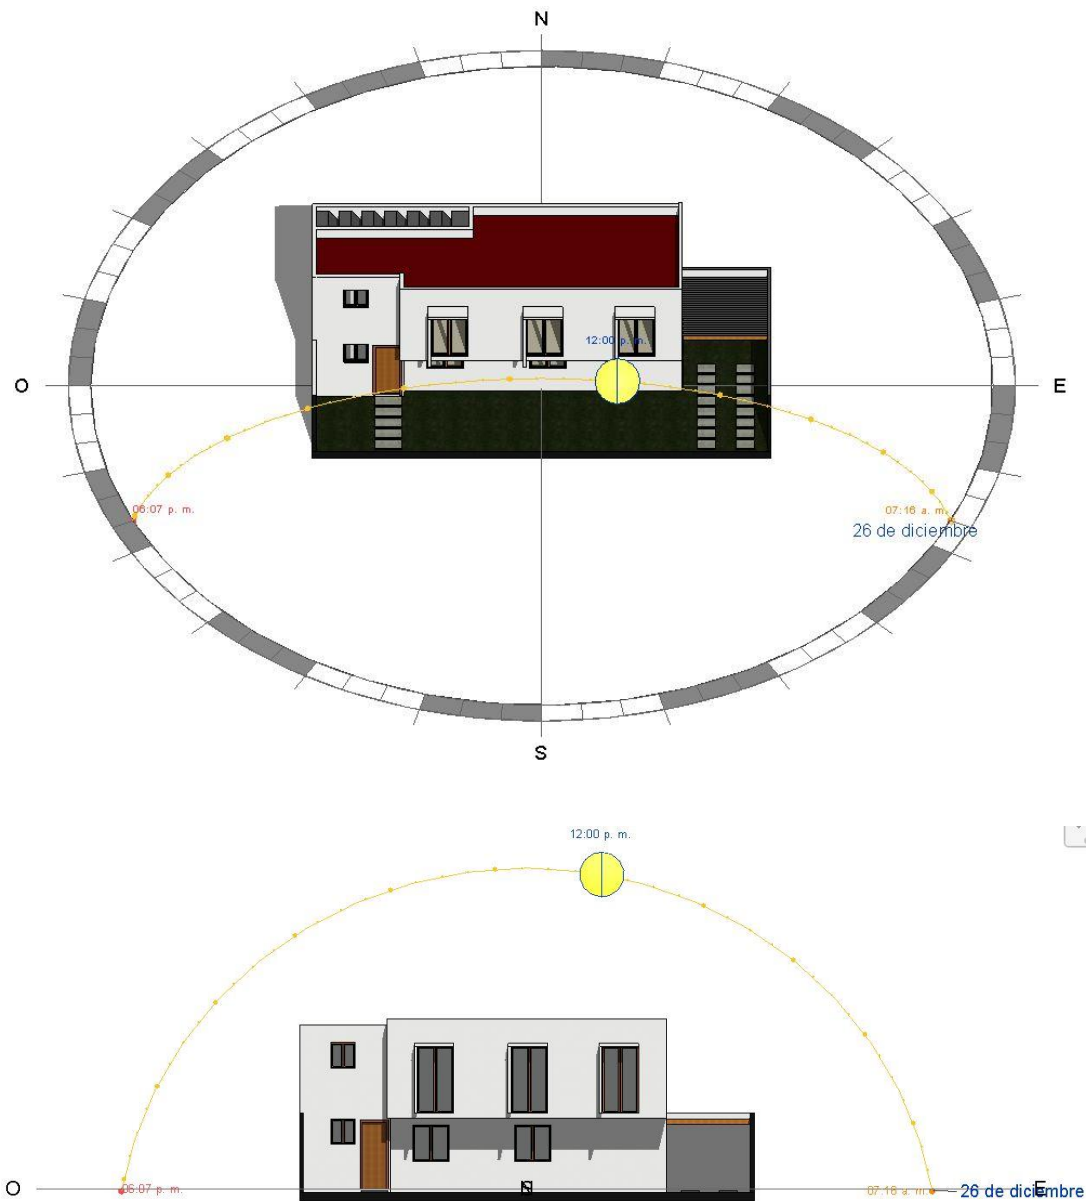 N
12:00 p. m.
O
E
06:07 p. m.
07:16 a. m.
26 de diciembre
S
12:00 p. m.
O
06:07 p. m.
N
07:16 a. m.
E
26 de diciembre